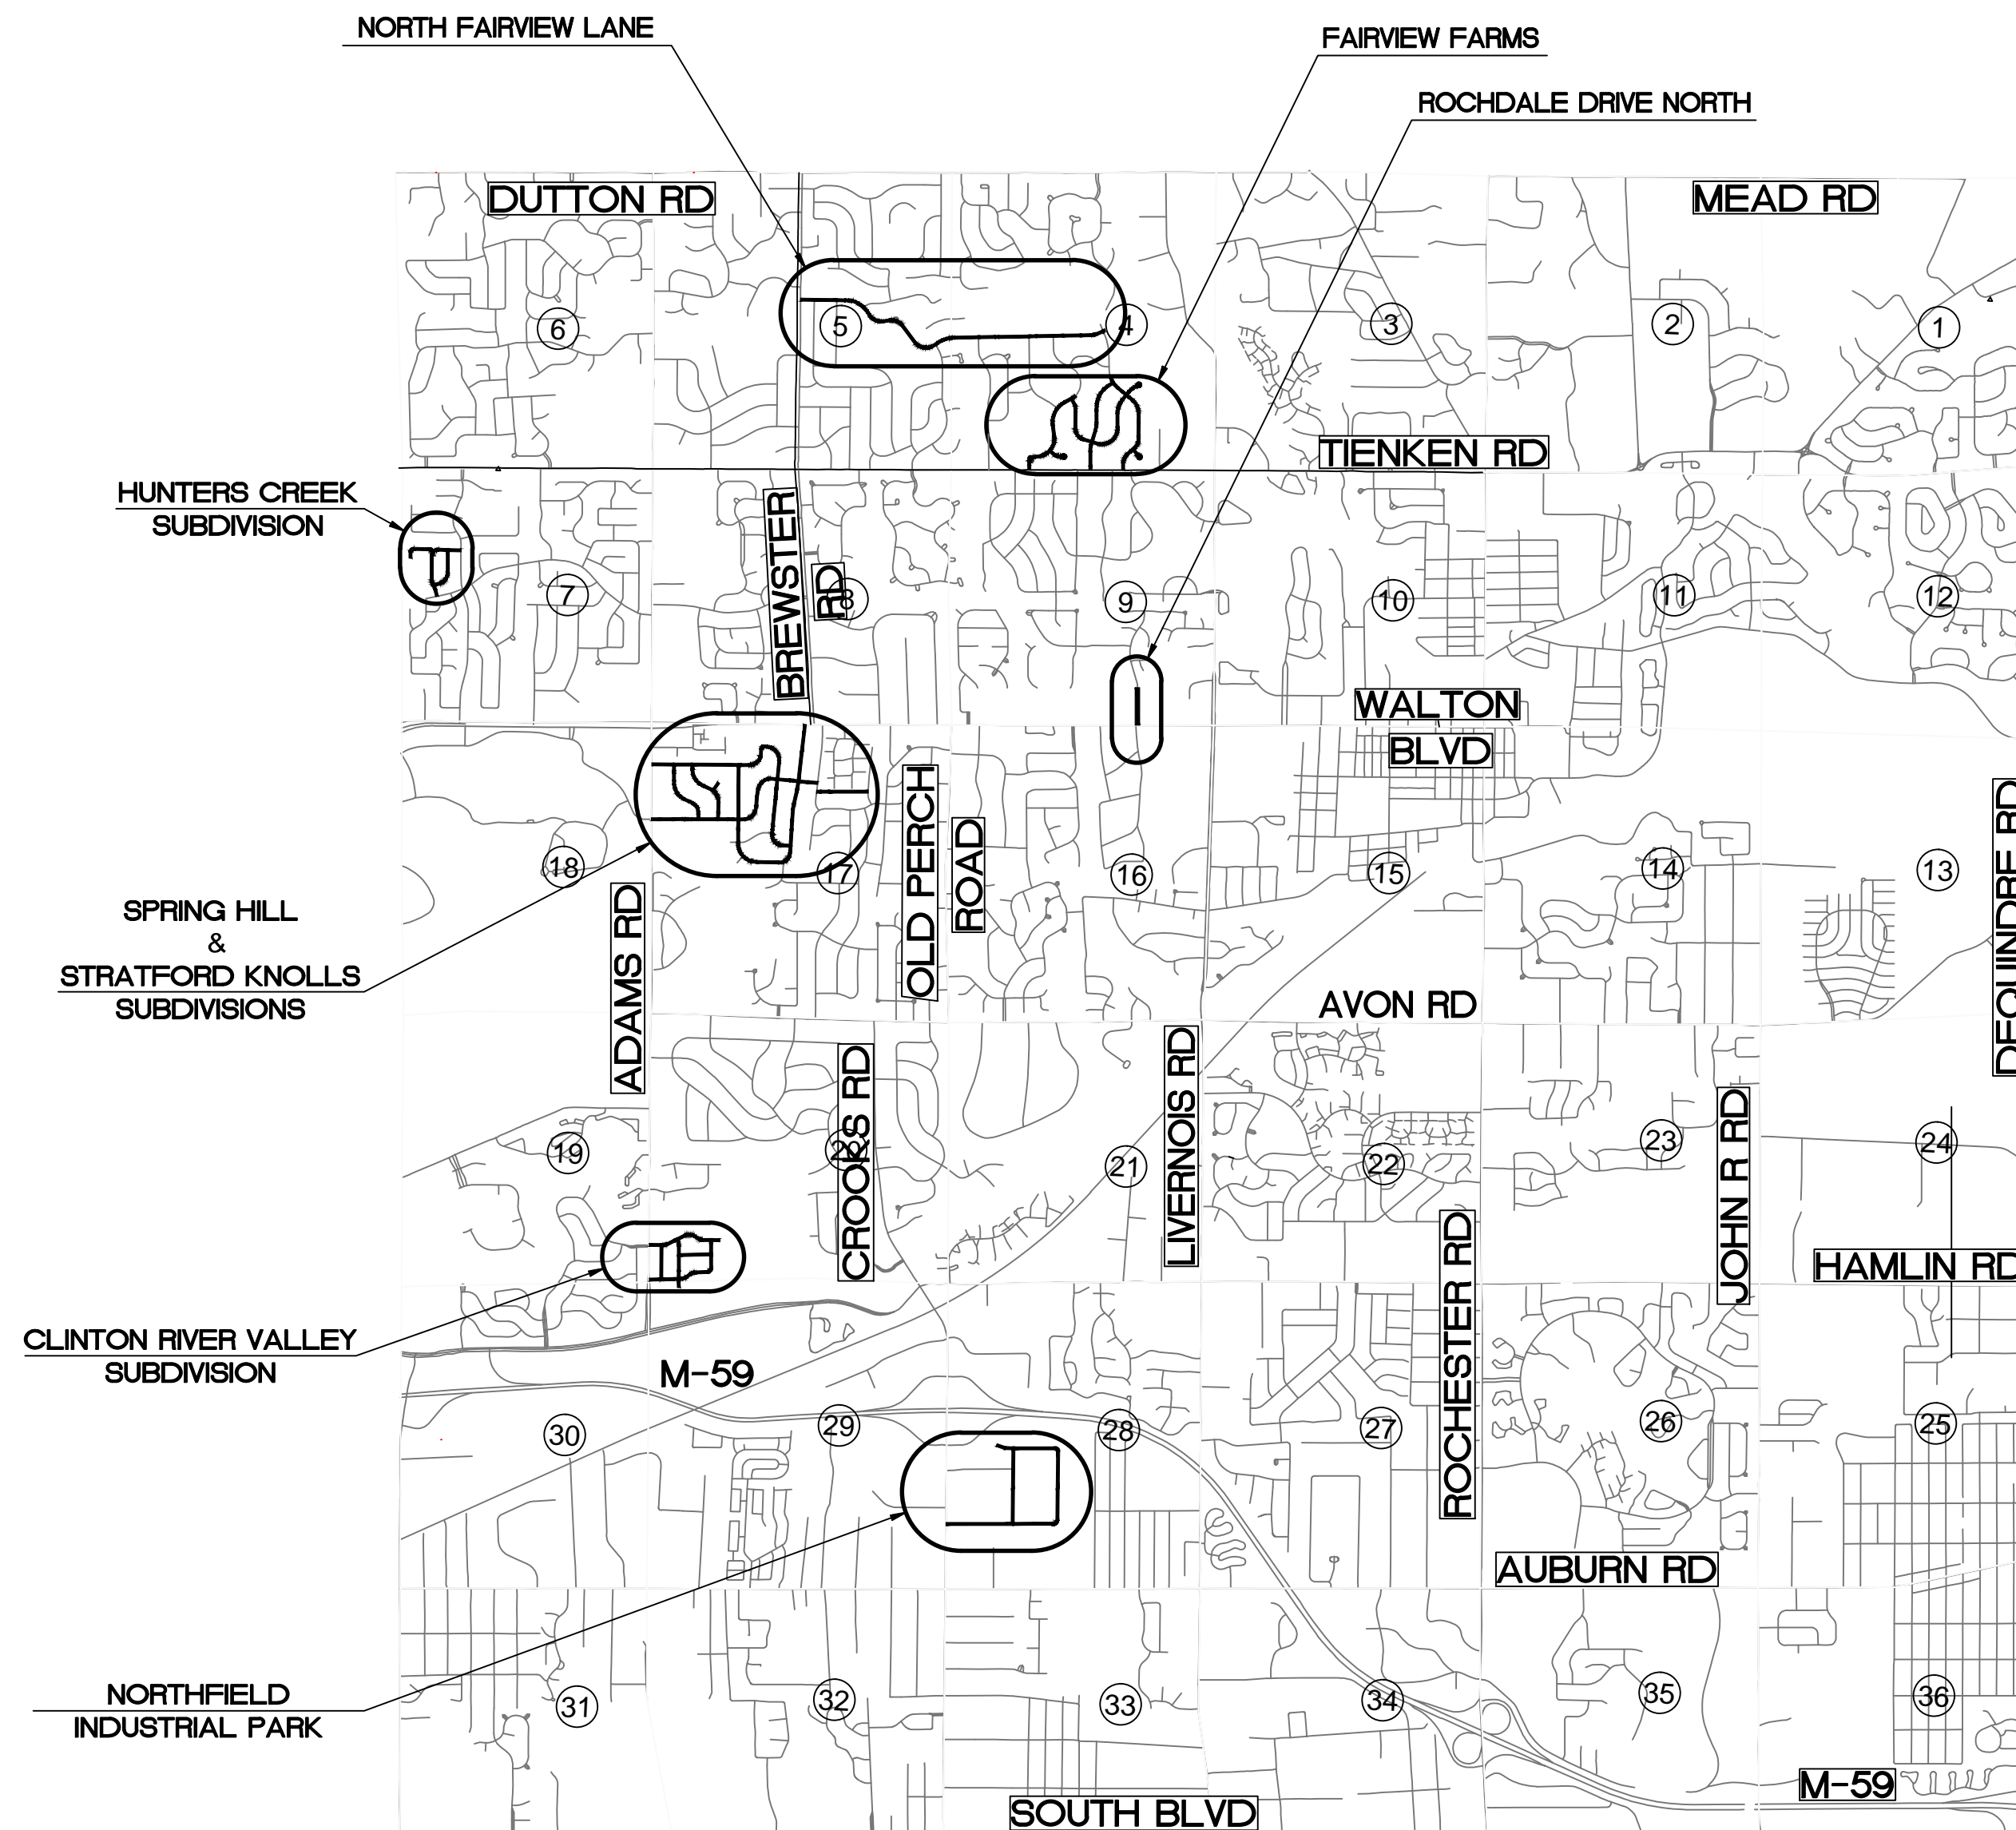 NORTH FAIRVIEW LANE
FAIRVIEW FARMS
ROCHDALE DRIVE NORTH
DUTTON RD
MEAD RD
6
5
4
3
2
1
TIENKEN RD
HUNTERS CREEK
SUBDIVISION
BREWSTER
RD
7
8
9
10
11
12
WALTON
BLVD
OLD PERCH
ROAD
DEQUINDRE RD
18
17
16
15
14
13
SPRING HILL
&
STRATFORD KNOLLS
SUBDIVISIONS
ADAMS RD
AVON RD
CROOKS RD
LIVERNOIS RD
JOHN R RD
19
20
21
22
23
24
ROCHESTER RD
HAMLIN RD
CLINTON RIVER VALLEY
SUBDIVISION
M-59
30
29
28
27
26
25
AUBURN RD
NORTHFIELD
INDUSTRIAL PARK
31
32
33
34
35
36
M-59
SOUTH BLVD